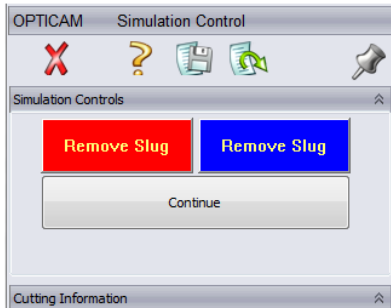 OPTICAM Simulation Control
Simulation Controls
Remove Slug Remove Slug
Continue
Cutting Information